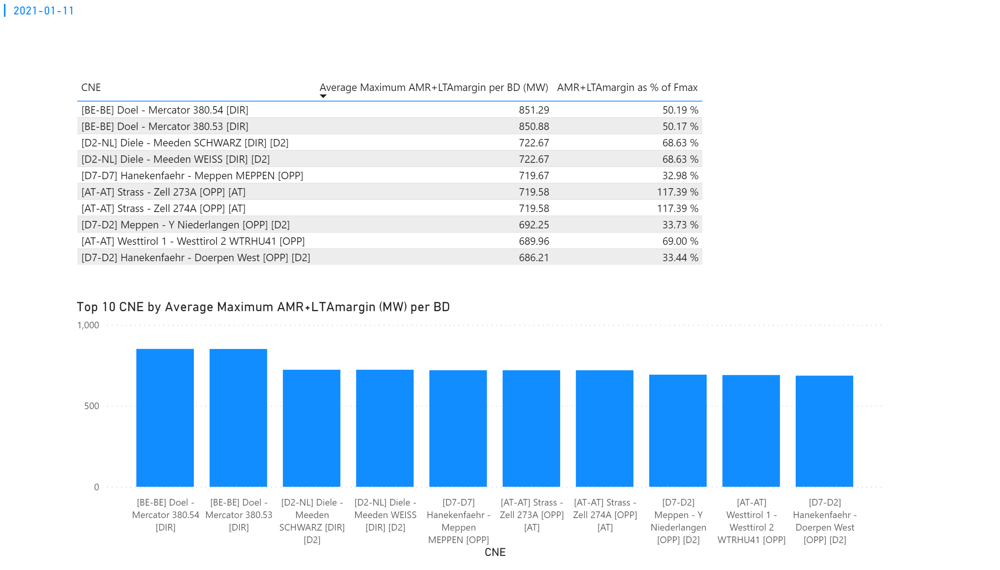 2021-01-11
CNE Average Maximum AMR+LTAmargin per BD (MW) AMR+LTAmargin as % of Fmax
[BE-BE] Doel - Mercator 380.54 [DIR] 851.29 50.19 %
[BE-BE] Doel - Mercator 380.53 [DIR] 850.88 50.17 %
[D2-NL] Diele - Meeden SCHWARZ [DIR] [D2] 722.67 68.63 %
[D2-NL] Diele - Meeden WEISS [DIR] [D2] 722.67 68.63 %
[D7-D7] Hanekenfaehr - Meppen MEPPEN [OPP] 719.67 32.98 %
[AT-AT] Strass - Zell 273A [OPP] [AT] 719.58 117.39 %
[AT-AT] Strass - Zell 274A [OPP] [AT] 719.58 117.39 %
[D7-D2] Meppen - Y Niederlangen [OPP] [D2] 692.25 33.73 %
[AT-AT] Westtirol 1 - Westtirol 2 WTRHU41 [OPP] 689.96 69.00 %
[D7-D2] Hanekenfaehr - Doerpen West [OPP] [D2] 686.21 33.44 %
Top 10 CNE by Average Maximum AMR+LTAmargin (MW) per BD
1,000
500
0
[BE-BE] Doel -
Mercator 380.54
[DIR]
[BE-BE] Doel -
Mercator 380.53
[DIR]
[D2-NL] Diele -
Meeden
SCHWARZ [DIR]
[D2]
[D2-NL] Diele -
Meeden WEISS
[DIR] [D2]
[D7-D7]
Hanekenfaehr -
Meppen
MEPPEN [OPP]
[AT-AT] Strass -
Zell 273A [OPP]
[AT]
[AT-AT] Strass -
Zell 274A [OPP]
[AT]
[D7-D2]
Meppen - Y
Niederlangen
[OPP] [D2]
[AT-AT]
Westtirol 1 -
Westtirol 2
WTRHU41 [OPP]
[D7-D2]
Hanekenfaehr -
Doerpen West
[OPP] [D2]
CNE